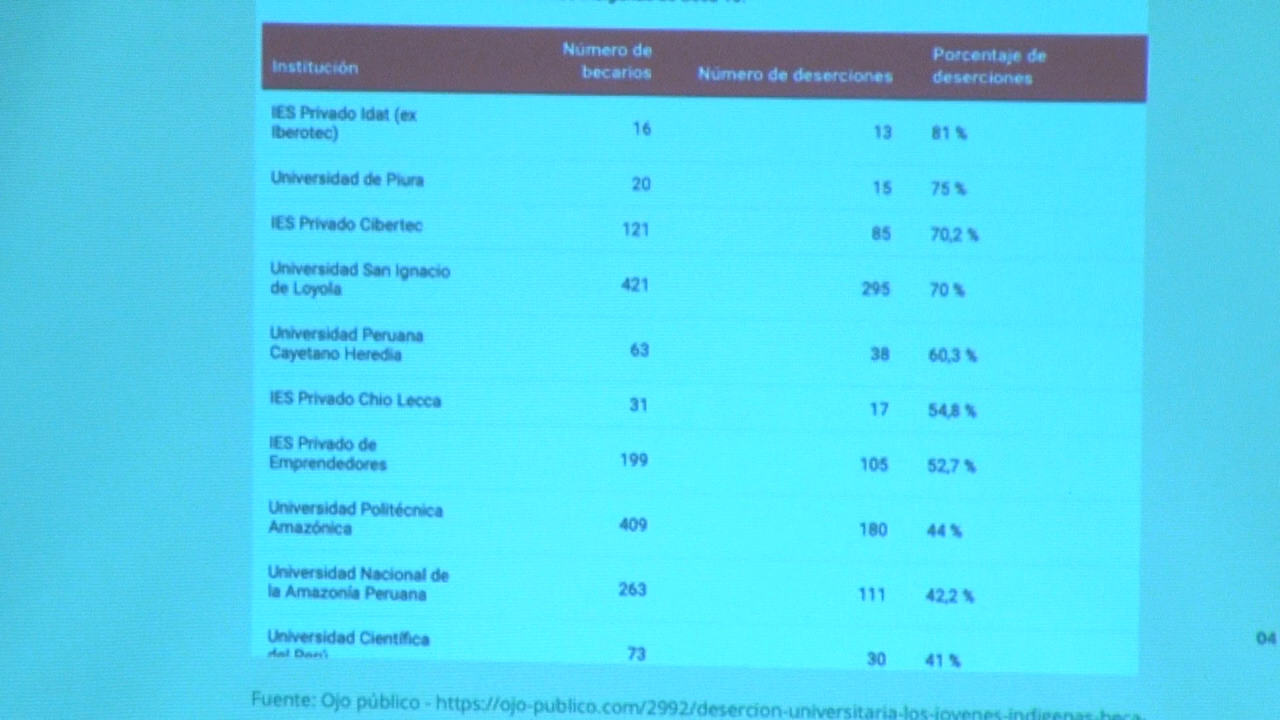 Institución Número de becarios Número de deserciones Porcentaje de deserciones
IES Privado Idat (ex Iberotec) 16 13 81 %
Universidad de Piura 20 15 75 %
IES Privado Cibertec 121 85 70,2 %
Universidad San Ignacio de Loyola 421 295 70 %
Universidad Peruana Cayetano Heredia 63 38 60,3 %
IES Privado Chio Lecca 31 17 54,8 %
IES Privado de Emprendedores 199 105 52,7 %
Universidad Politécnica Amazónica 409 180 44 %
Universidad Nacional de la Amazonía Peruana 263 111 42,2 %
Universidad Científica del Perú 73 30 41 %
04
Fuente: Ojo público - https://ojo-publico.com/2992/desercion-universitaria-los-jovenes-indigenas-beca-